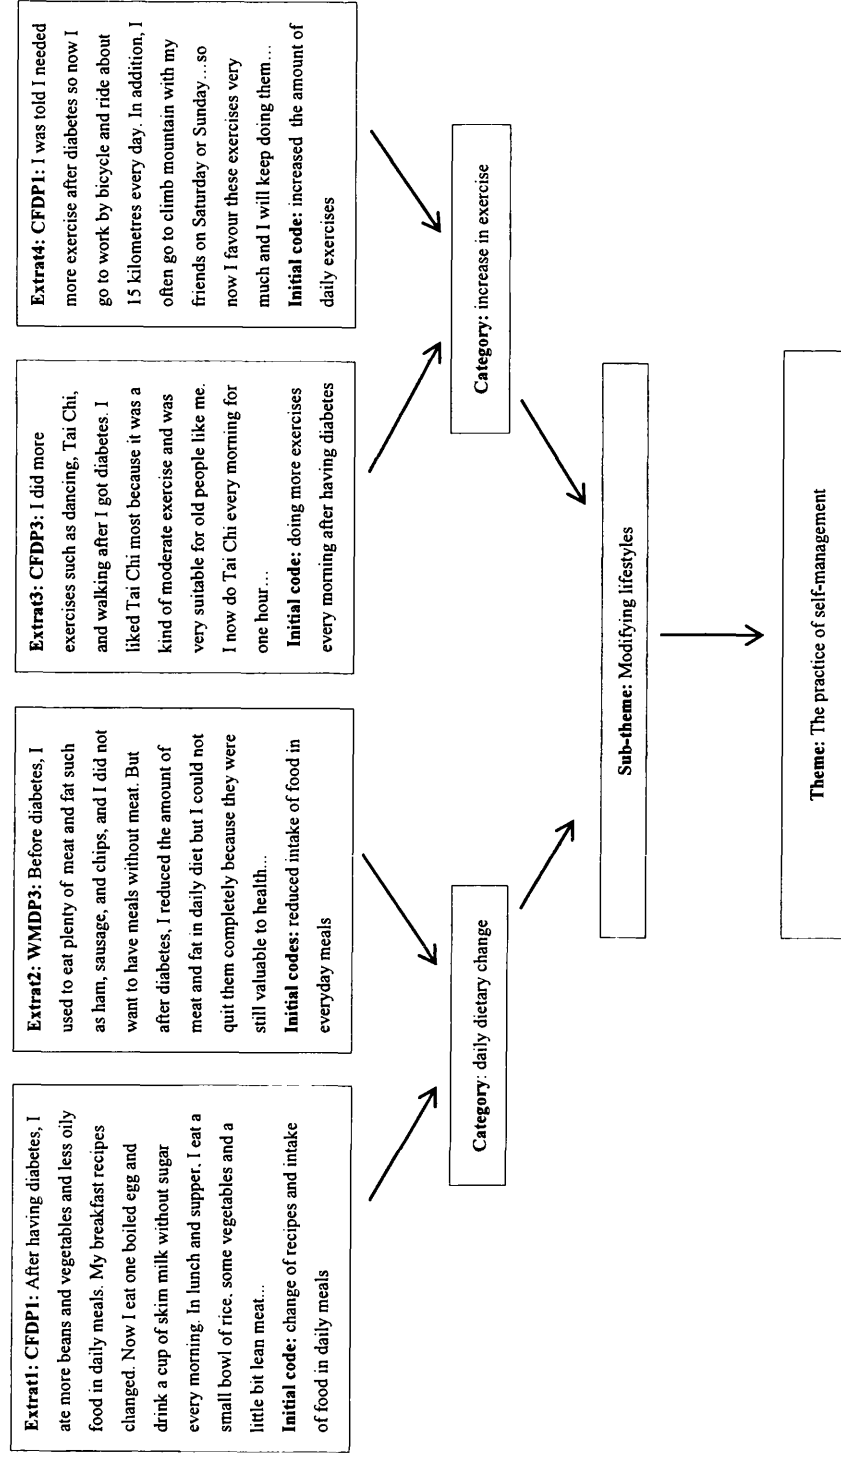 Extrat1: CFDP1: After having diabetes, I
ate more beans and vegetables and less oily
food in daily meals. My breakfast recipes
changed. Now I eat one boiled egg and
drink a cup of skim milk without sugar
every morning. In lunch and supper. I eat a
small bowl of rice. some vegetables and a
little bit lean meat…
Initial code: change of recipes and intake
of food in daily meals
Extrat2: WMDP3: Before diabetes, I
used to eat plenty of meat and fat such
as ham, sausage, and chips, and I did not
want to have meals without meat. But
after diabetes, I reduced the amount of
meat and fat in daily diet but I could not
quit them completely because they were
still valuable to health…
Initial codes: reduced intake of food in
everyday meals
Extrat3: CFDP3: I did more
exercises such as dancing, Tai Chi,
and walking after I got diabetes. I
liked Tai Chi most because it was a
kind of moderate exercise and was
very suitable for old people like me.
I now do Tai Chi every morning for
one hour…
Initial code: doing more exercises
every morning after having diabetes
Extrat4: CFDP1: I was told I needed
more exercise after diabetes so now I
go to work by bicycle and ride about
15 kilometres every day. In addition, I
often go to climb mountain with my
friends on Saturday or Sunday…so
now I favour these exercises very
much and I will keep doing them…
Initial code: increased the amount of
daily exercises
Category: daily dietary change
Category: increase in exercise
Sub-theme: Modifying lifestyles
Theme: The practice of self-management